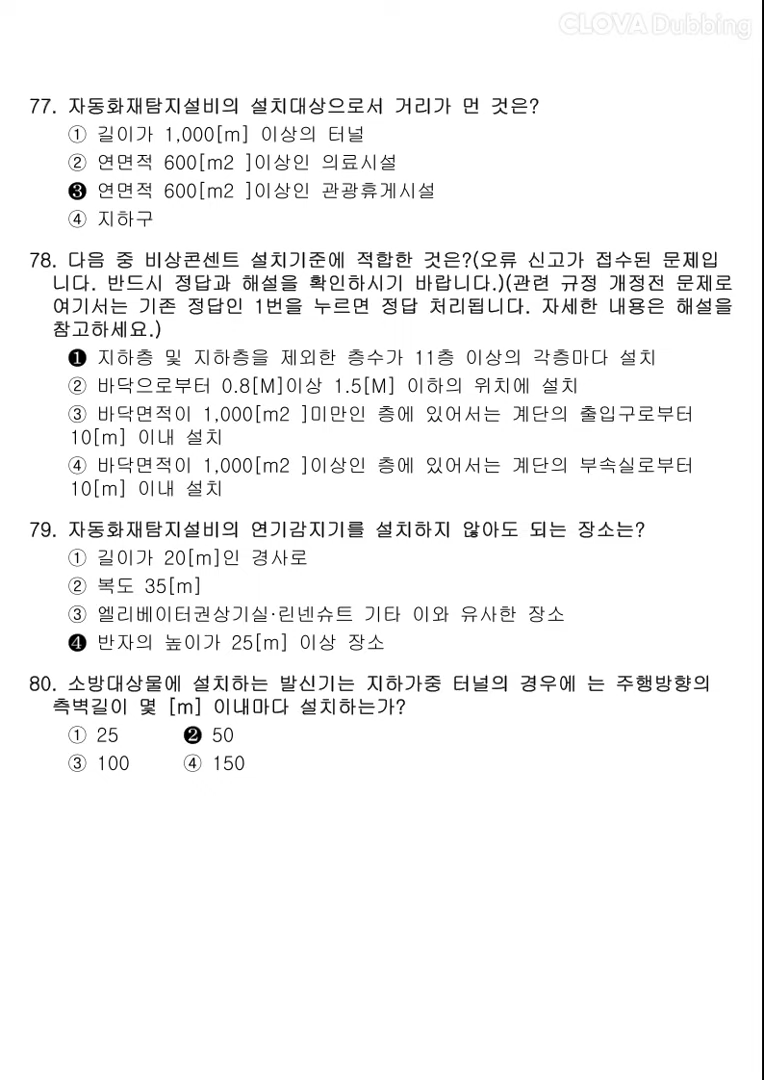 CLOVA Dubbing
77. 자동화재탐지설비의 설치대상으로서 거리가 먼 것은?
① 길이가 1,000[m] 이상의 터널
② 연면적 600[m2 ]이상인 의료시설
❸ 연면적 600[m2 ]이상인 관광휴게시설
④ 지하구
78. 다음 중 비상콘센트 설치기준에 적합한 것은?(오류 신고가 접수된 문제입
니다. 반드시 정답과 해설을 확인하시기 바랍니다.)(관련 규정 개정전 문제로
여기서는 기존 정답인 1번을 누르면 정답 처리됩니다. 자세한 내용은 해설을
참고하세요.)
❶ 지하층 및 지하층을 제외한 층수가 11층 이상의 각층마다 설치
② 바닥으로부터 0.8[M]이상 1.5[M] 이하의 위치에 설치
③ 바닥면적이 1,000[m2 ]미만인 층에 있어서는 계단의 출입구로부터
10[m] 이내 설치
④ 바닥면적이 1,000[m2 ]이상인 층에 있어서는 계단의 부속실로부터
10[m] 이내 설치
79. 자동화재탐지설비의 연기감지기를 설치하지 않아도 되는 장소는?
① 길이가 20[m]인 경사로
② 복도 35[m]
③ 엘리베이터권상기실·린넨슈트 기타 이와 유사한 장소
❹ 반자의 높이가 25[m] 이상 장소
80. 소방대상물에 설치하는 발신기는 지하가중 터널의 경우에 는 주행방향의
측벽길이 몇 [m] 이내마다 설치하는가?
① 25 ❷ 50
③ 100 ④ 150